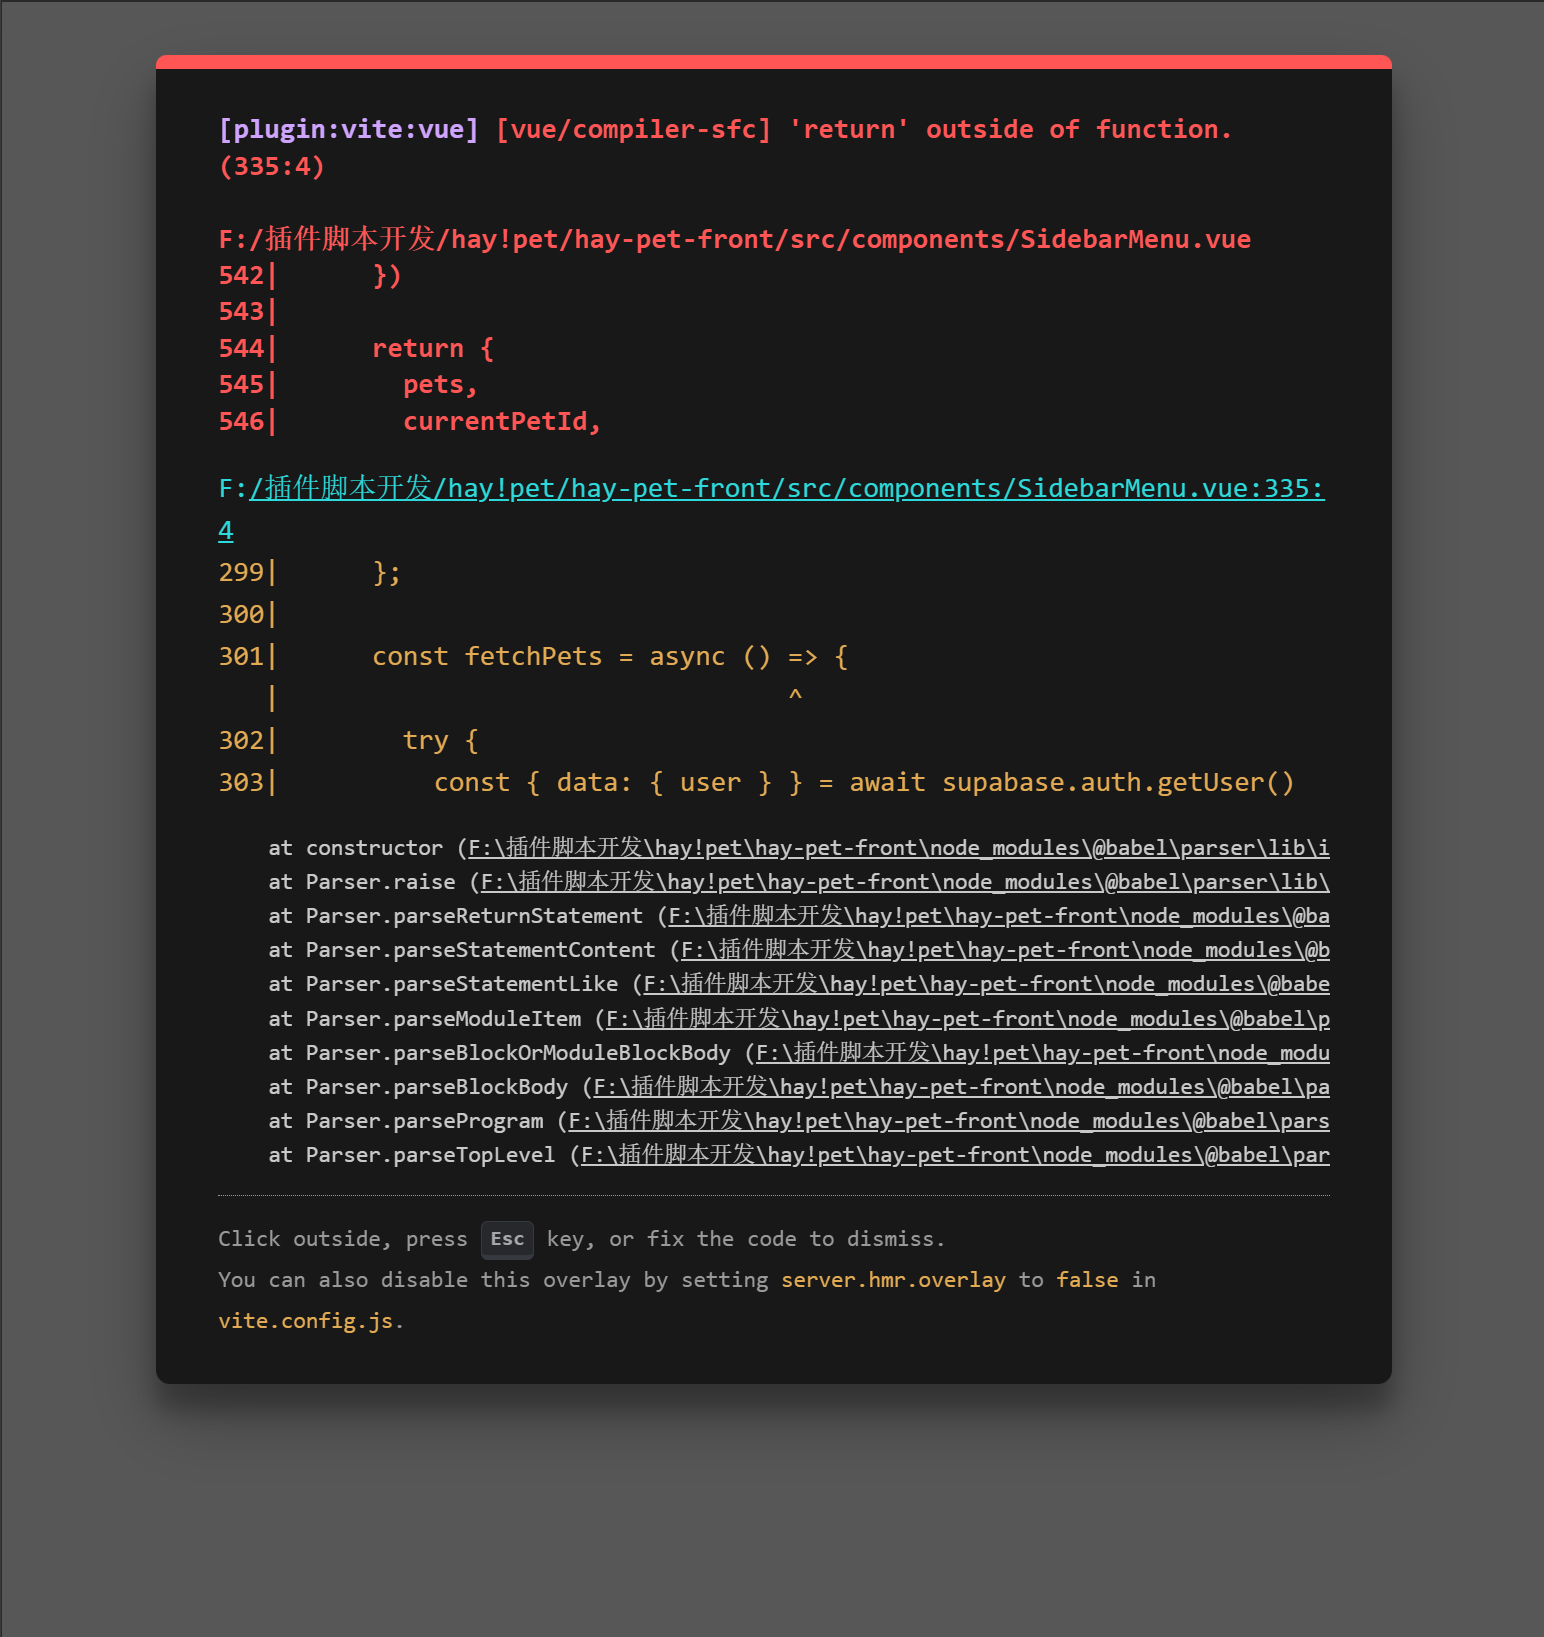 [plugin:vite:vue] [vue/compiler-sfc] 'return' outside of function.
(335:4)
F:/插件脚本开发/hay!pet/hay-pet-front/src/components/SidebarMenu.vue
542|      })
543|
544|      return {
545|        pets,
546|        currentPetId,
F:/插件脚本开发/hay!pet/hay-pet-front/src/components/SidebarMenu.vue:335:
4
299|      };
300|
301|      const fetchPets = async () => {
   |                                 ^
302|        try {
303|          const { data: { user } } = await supabase.auth.getUser()
at constructor (F:\插件脚本开发\hay!pet\hay-pet-front\node_modules\@babel\parser\lib\i
at Parser.raise (F:\插件脚本开发\hay!pet\hay-pet-front\node_modules\@babel\parser\lib\
at Parser.parseReturnStatement (F:\插件脚本开发\hay!pet\hay-pet-front\node_modules\@ba
at Parser.parseStatementContent (F:\插件脚本开发\hay!pet\hay-pet-front\node_modules\@b
at Parser.parseStatementLike (F:\插件脚本开发\hay!pet\hay-pet-front\node_modules\@babe
at Parser.parseModuleItem (F:\插件脚本开发\hay!pet\hay-pet-front\node_modules\@babel\p
at Parser.parseBlockOrModuleBlockBody (F:\插件脚本开发\hay!pet\hay-pet-front\node_modu
at Parser.parseBlockBody (F:\插件脚本开发\hay!pet\hay-pet-front\node_modules\@babel\pa
at Parser.parseProgram (F:\插件脚本开发\hay!pet\hay-pet-front\node_modules\@babel\pars
at Parser.parseTopLevel (F:\插件脚本开发\hay!pet\hay-pet-front\node_modules\@babel\par
Click outside, press Esc key, or fix the code to dismiss.
You can also disable this overlay by setting server.hmr.overlay to false in
vite.config.js.